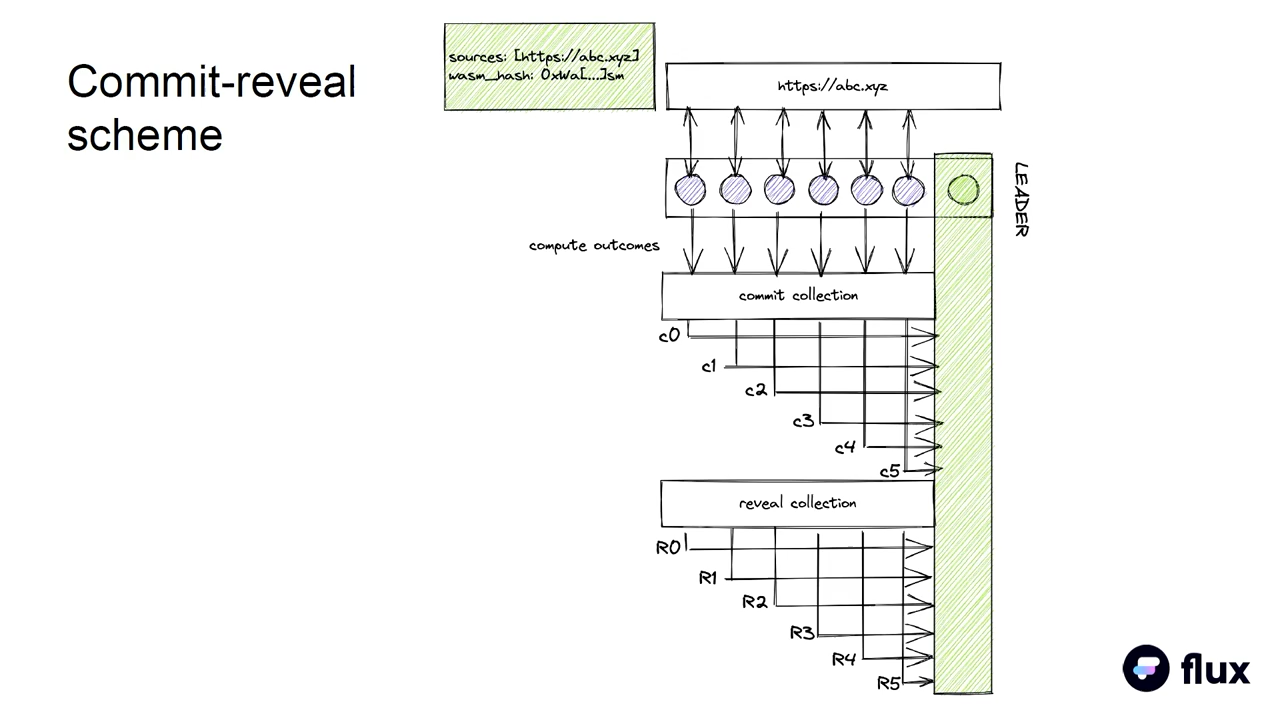 Commit-reveal
scheme
sources: [https://abc.xyz]
wasm_hash: 0xWa[...]sm
https://abc.xyz
LEADER
compute outcomes
commit collection
c0
c1
c2
c3
c4
c5
reveal collection
R0
R1
R2
R3
R4
R5
flux